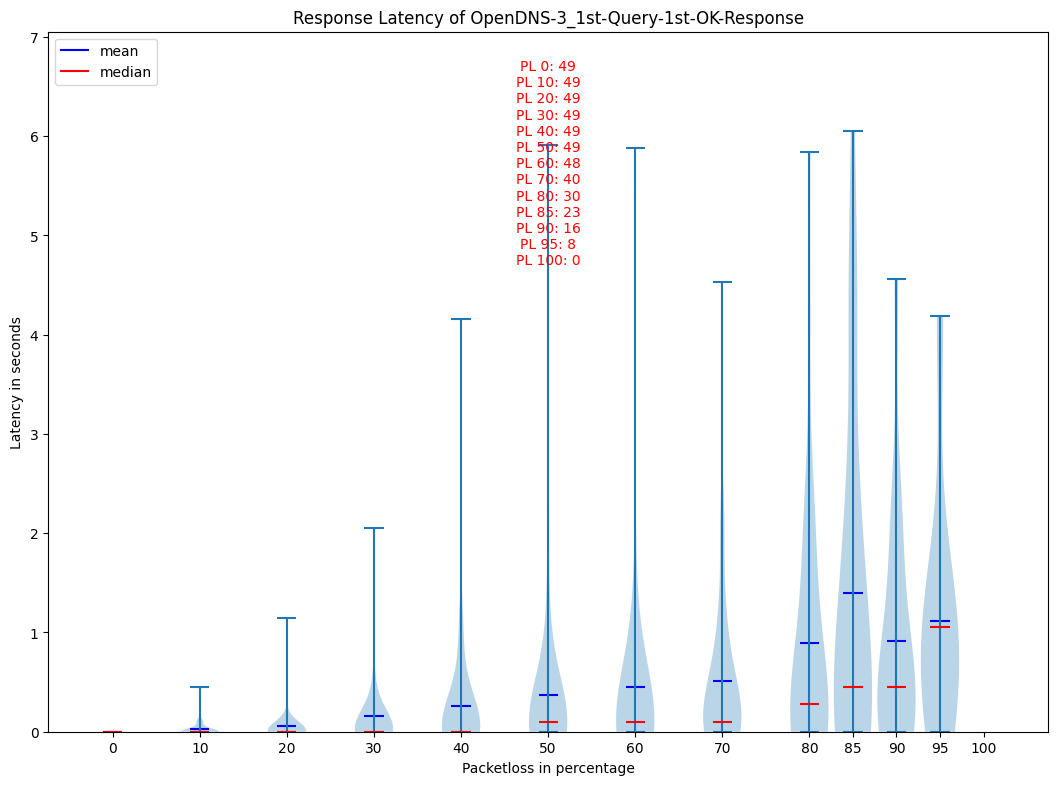 Response Latency of OpenDNS-3_1st-Query-1st-OK-Response
mean
median
PL 0: 49
PL 10: 49
PL 20: 49
PL 30: 49
PL 40: 49
PL 50: 49
PL 60: 48
PL 70: 40
PL 80: 30
PL 85: 23
PL 90: 16
PL 95: 8
PL 100: 0
Latency in seconds
7
6
5
4
3
2
1
0
0 10 20 30 40 50 60 70 80 85 90 95 100
Packetloss in percentage